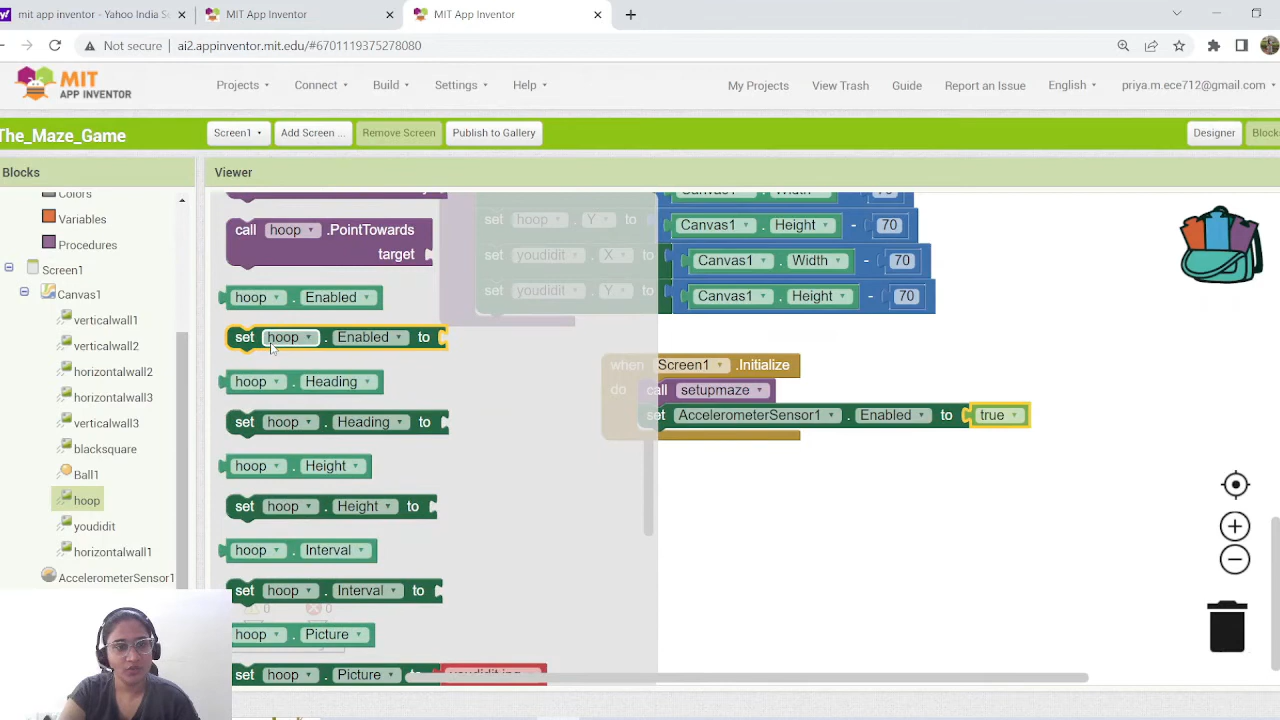 mit app inventor - Yahoo India S
MIT App Inventor
MIT App Inventor
Not secure
ai2.appinventor.mit.edu/#6701119375278080
MIT
APP INVENTOR
Projects
Connect
Build
Settings
Help
My Projects
View Trash
Guide
Report an Issue
English
priya.m.ece712@gmail.com
The_Maze_Game
Screen1
Add Screen ...
Remove Screen
Publish to Gallery
Designer
Blocks
Blocks
Viewer
Colors
Variables
Procedures
Screen1
Canvas1
verticalwall1
verticalwall2
horizontalwall2
horizontalwall3
verticalwall3
blacksquare
Ball1
hoop
youdidit
horizontalwall1
AccelerometerSensor1
call hoop .PointTowards
target
hoop . Enabled
set hoop . Enabled to
hoop . Heading
set hoop . Heading to
hoop . Height
set hoop . Height to
hoop . Interval
set hoop . Interval to
0 0
hoop . Picture
set hoop . Picture to
Canvas1 . Width - 70
set hoop . Y to Canvas1 . Height - 70
set youdidit . X to Canvas1 . Width - 70
set youdidit . Y to Canvas1 . Height - 70
when Screen1 .Initialize
do call setupmaze
set AccelerometerSensor1 . Enabled to true